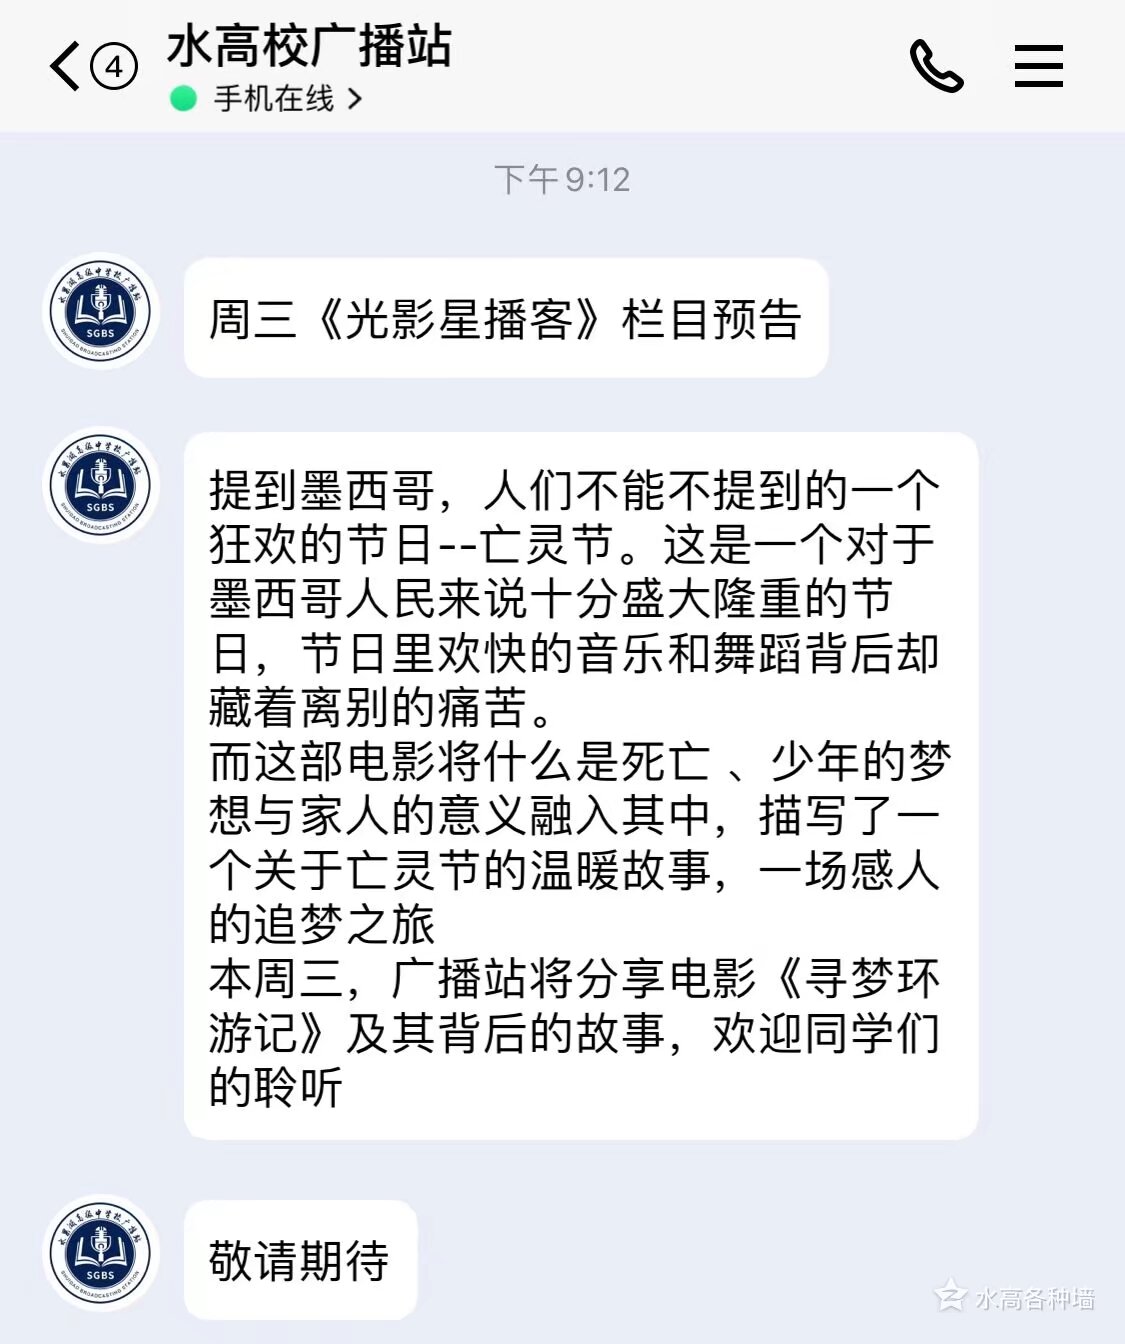 4
水高校广播站
手机在线
下午 9:12
周三《光影星播客》栏目预告
提到墨西哥，人们不能不提到的一个
狂欢的节日--亡灵节。这是一个对于
墨西哥人民来说十分盛大隆重的节
日，节日里欢快的音乐和舞蹈背后却
藏着离别的痛苦。
而这部电影将什么是死亡 、少年的梦
想与家人的意义融入其中，描写了一
个关于亡灵节的温暖故事，一场感人
的追梦之旅
本周三，广播站将分享电影《寻梦环
游记》及其背后的故事，欢迎同学们
的聆听
敬请期待
SGBS
SHUIGAO BROADCASTING STATION
水高各种墙